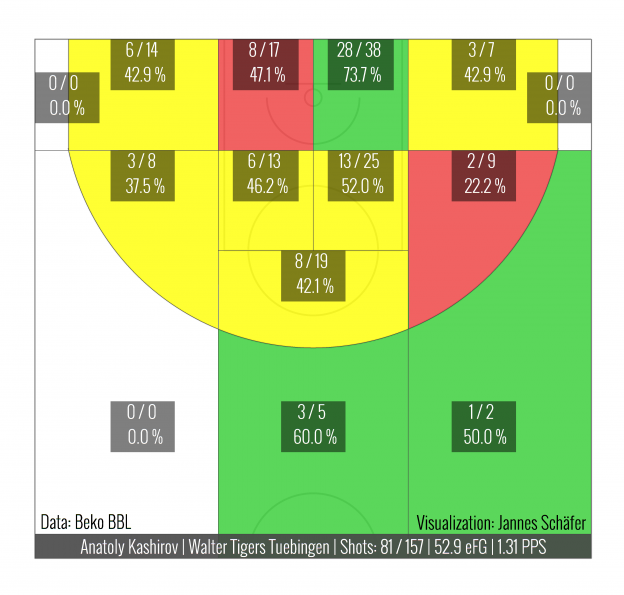 6 / 14
42.9 %
8 / 17
47.1 %
28 / 38
73.7 %
3 / 7
42.9 %
0 / 0
0.0 %
0 / 0
0.0 %
3 / 8
37.5 %
6 / 13
46.2 %
13 / 25
52.0 %
2 / 9
22.2 %
8 / 19
42.1 %
0 / 0
0.0 %
3 / 5
60.0 %
1 / 2
50.0 %
Data: Beko BBL
Visualization: Jannes Schäfer
Anatoly Kashirov | Walter Tigers Tuebingen | Shots: 81 / 157 | 52.9 eFG | 1.31 PPS